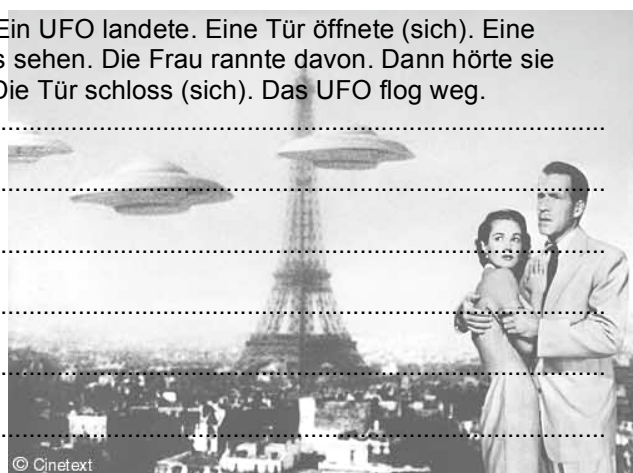 Ein UFO landete. Eine Tür öffnete (sich). Eine
s sehen. Die Frau rannte davon. Dann hörte sie
Die Tür schloss (sich). Das UFO flog weg.
© Cinetext